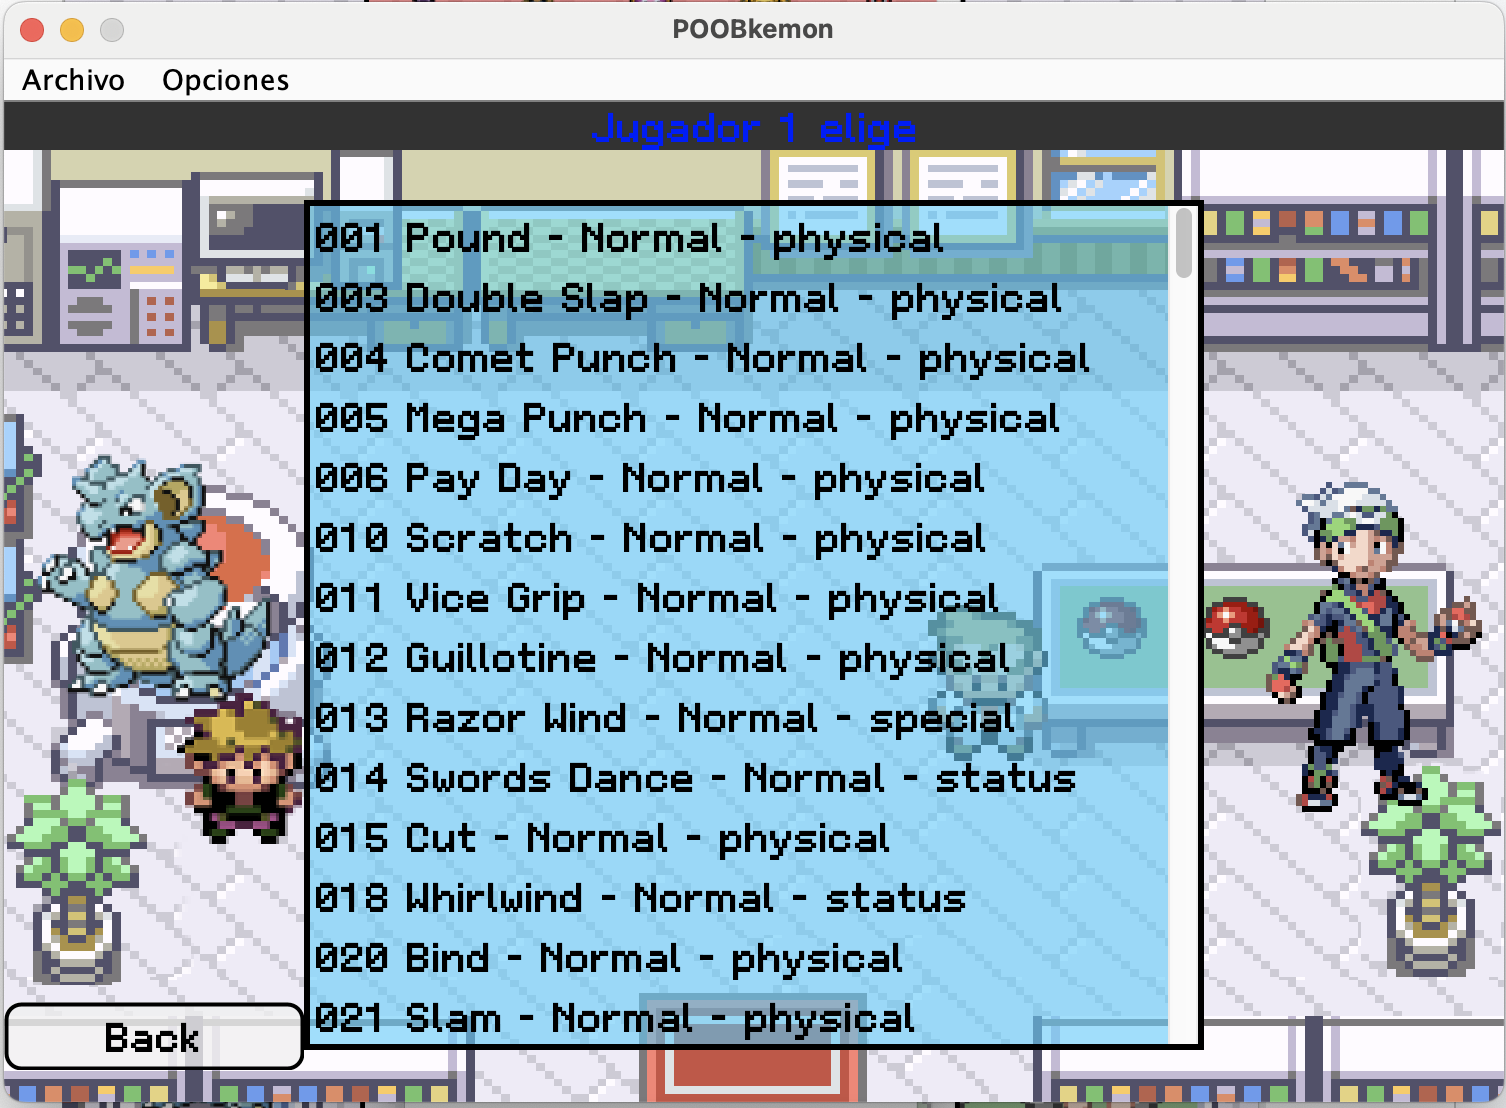 POOBkemon
Archivo Opciones
Jugador 1 elige
001 Pound - Normal - physical
003 Double Slap - Normal - physical
004 Comet Punch - Normal - physical
005 Mega Punch - Normal - physical
006 Pay Day - Normal - physical
010 Scratch - Normal - physical
011 Vice Grip - Normal - physical
012 Guillotine - Normal - physical
013 Razor Wind - Normal - special
014 Swords Dance - Normal - status
015 Cut - Normal - physical
018 Whirlwind - Normal - status
020 Bind - Normal - physical
021 Slam - Normal - physical
Back